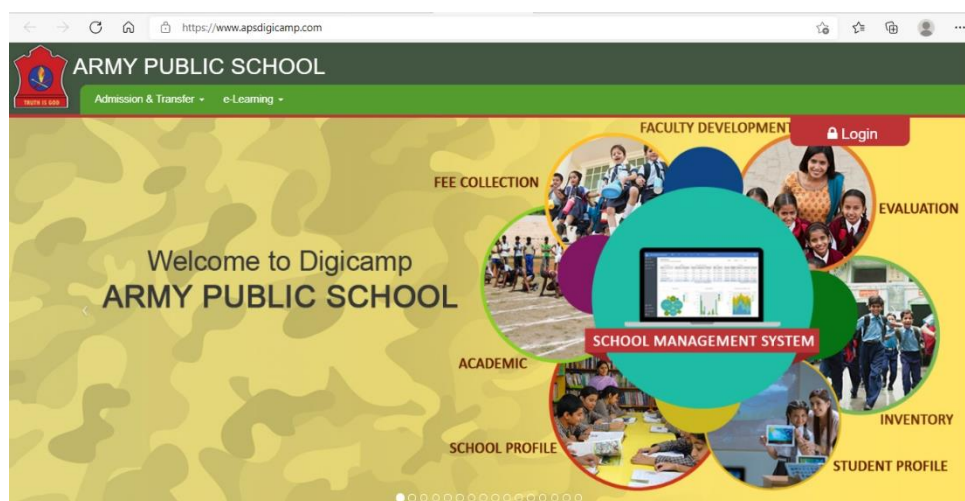 https://www.apsdigicamp.com
ARMY PUBLIC SCHOOL
TRUTH IS GOD
Admission & Transfer
e-Learning
Login
FACULTY DEVELOPMENT
FEE COLLECTION
EVALUATION
Welcome to Digicamp
ARMY PUBLIC SCHOOL
SCHOOL MANAGEMENT SYSTEM
ACADEMIC
INVENTORY
SCHOOL PROFILE
STUDENT PROFILE